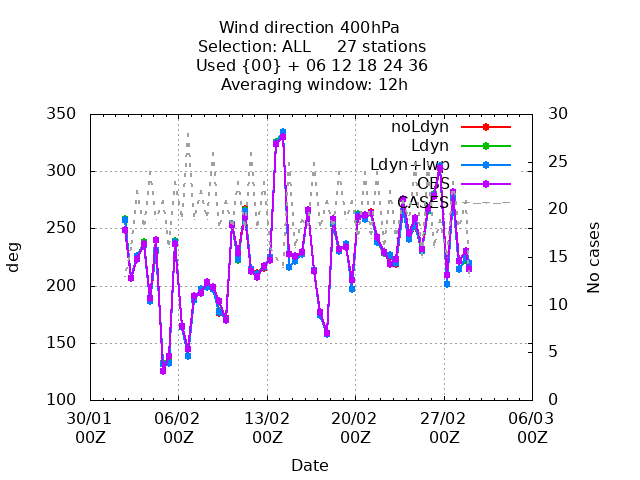 Wind direction 400hPa
Selection: ALL 27 stations
Used {00} + 06 12 18 24 36
Averaging window: 12h
350
300
250
200
150
100
deg
30
25
20
15
10
5
0
No cases
noLdyn
Ldyn
Ldyn+lwp
OBS
CASES
30/01 06/02 13/02 20/02 27/02 06/03
00Z 00Z 00Z 00Z 00Z 00Z
Date